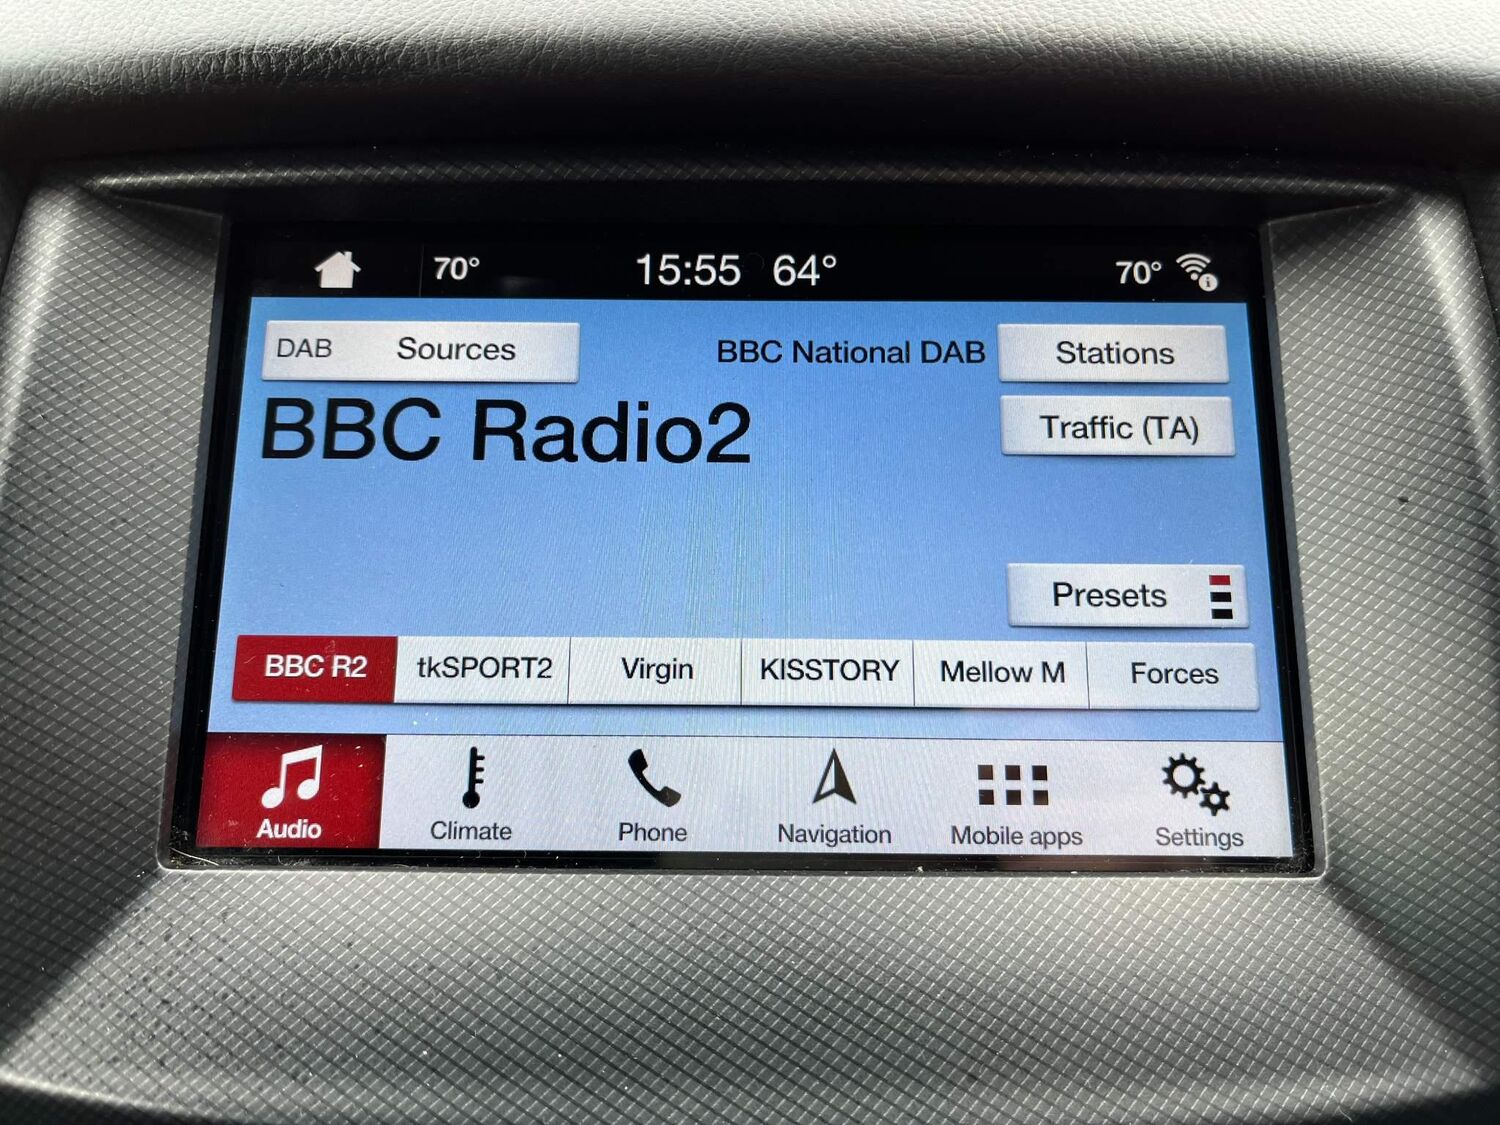 70° 15:55 64° 70°
DAB Sources BBC National DAB Stations
BBC Radio2
Traffic (TA)
Presets
BBC R2 tkSPORT2 Virgin KISSTORY Mellow M Forces
Audio Climate Phone Navigation Mobile apps Settings